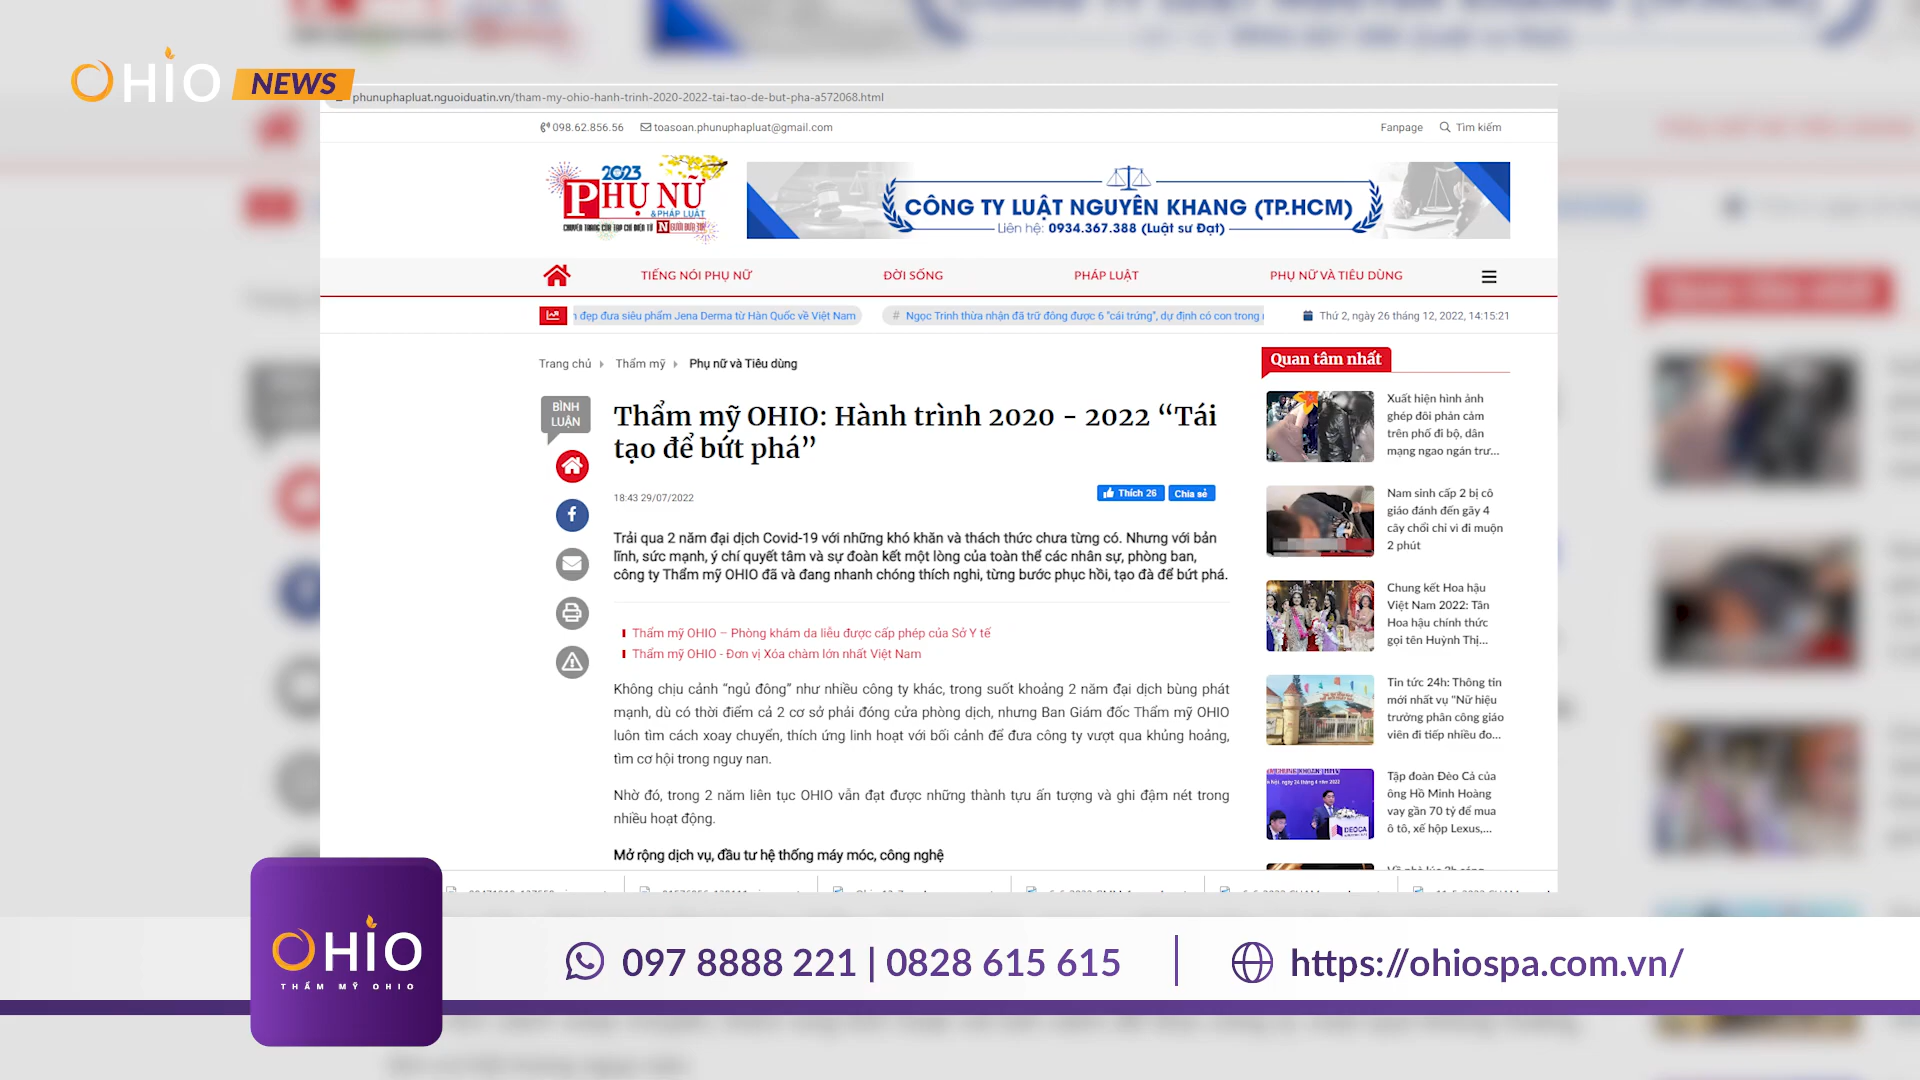 OHIO NEWS
phunuphapluat.nguoiduatin.vn/tham-my-ohio-hanh-trinh-2020-2022-tai-tao-de-but-pha-a572068.html
098.62.856.56 toasoan.phunuphapluat@gmail.com Fanpage Tìm kiếm
2023
PHỤ NỮ
& PHÁP LUẬT
CHUYÊN TRANG CỦA TẠP CHÍ ĐIỆN TỬ NGƯỜI ĐƯA TIN
CÔNG TY LUẬT NGUYÊN KHANG (TP.HCM)
Liên hệ: 0934.367.388 (Luật sư Đạt)
TIẾNG NÓI PHỤ NỮ ĐỜI SỐNG PHÁP LUẬT PHỤ NỮ VÀ TIÊU DÙNG
đẹp đưa siêu phẩm Jena Derma từ Hàn Quốc về Việt Nam # Ngọc Trinh thừa nhận đã trữ đông được 6 "cái trứng", dự định có con trong Thứ 2, ngày 26 tháng 12, 2022, 14:15:21
Trang chủ Thẩm mỹ Phụ nữ và Tiêu dùng
BÌNH
LUẬN
Thẩm mỹ OHIO: Hành trình 2020 - 2022 “Tái
tạo để bứt phá”
18:43 29/07/2022
Thích 26 Chia sẻ
Trải qua 2 năm đại dịch Covid-19 với những khó khăn và thách thức chưa từng có. Nhưng với bản
lĩnh, sức mạnh, ý chí quyết tâm và sự đoàn kết một lòng của toàn thể các nhân sự, phòng ban,
công ty Thẩm mỹ OHIO đã và đang nhanh chóng thích nghi, từng bước phục hồi, tạo đà để bứt phá.
Thẩm mỹ OHIO – Phòng khám da liễu được cấp phép của Sở Y tế
Thẩm mỹ OHIO - Đơn vị Xóa chàm lớn nhất Việt Nam
Không chịu cảnh “ngủ đông” như nhiều công ty khác, trong suốt khoảng 2 năm đại dịch bùng phát
mạnh, dù có thời điểm cả 2 cơ sở phải đóng cửa phòng dịch, nhưng Ban Giám đốc Thẩm mỹ OHIO
luôn tìm cách xoay chuyển, thích ứng linh hoạt với bối cảnh để đưa công ty vượt qua khủng hoảng,
tìm cơ hội trong nguy nan.
Nhờ đó, trong 2 năm liên tục OHIO vẫn đạt được những thành tựu ấn tượng và ghi đậm nét trong
nhiều hoạt động.
Mở rộng dịch vụ, đầu tư hệ thống máy móc, công nghệ
Quan tâm nhất
Xuất hiện hình ảnh
ghép đôi phản cảm
trên phố đi bộ, dân
mạng ngao ngán trư...
Nam sinh cấp 2 bị cô
giáo đánh đến gãy 4
cây chổi chỉ vì đi muộn
2 phút
Chung kết Hoa hậu
Việt Nam 2022: Tân
Hoa hậu chính thức
gọi tên Huỳnh Thị...
Tin tức 24h: Thông tin
mới nhất vụ "Nữ hiệu
trưởng phân công giáo
viên đi tiếp nhiều đo...
Tập đoàn Đèo Cả của
ông Hồ Minh Hoàng
vay gần 70 tỷ để mua
ô tô, xế hộp Lexus,...
DEOCA
OHIO
THẨM MỸ OHIO
097 8888 221 | 0828 615 615
https://ohiospa.com.vn/